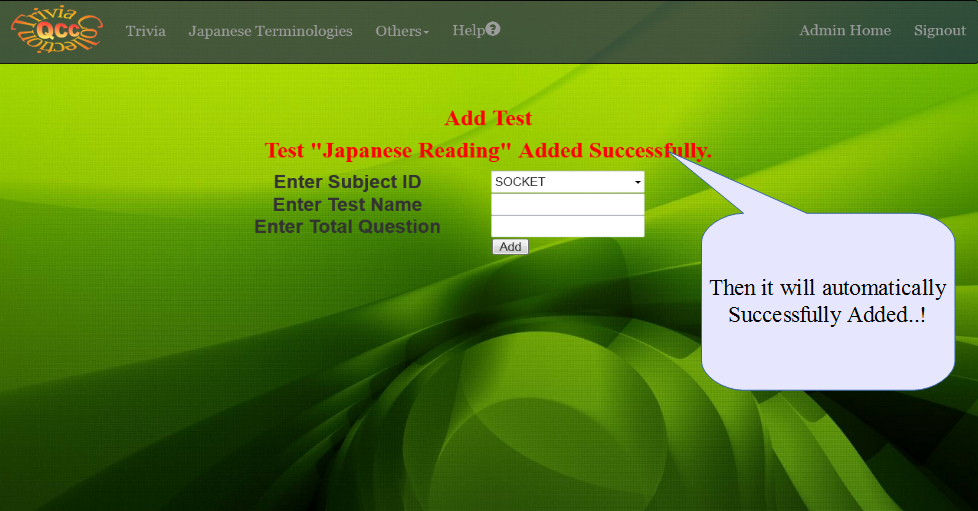 Trivia
Qcc
Collection
Trivia Japanese Terminologies Others Help Admin Home Signout
Add Test
Test "Japanese Reading" Added Successfully.
Enter Subject ID SOCKET
Enter Test Name
Enter Total Question
Add
Then it will automatically
Successfully Added..!